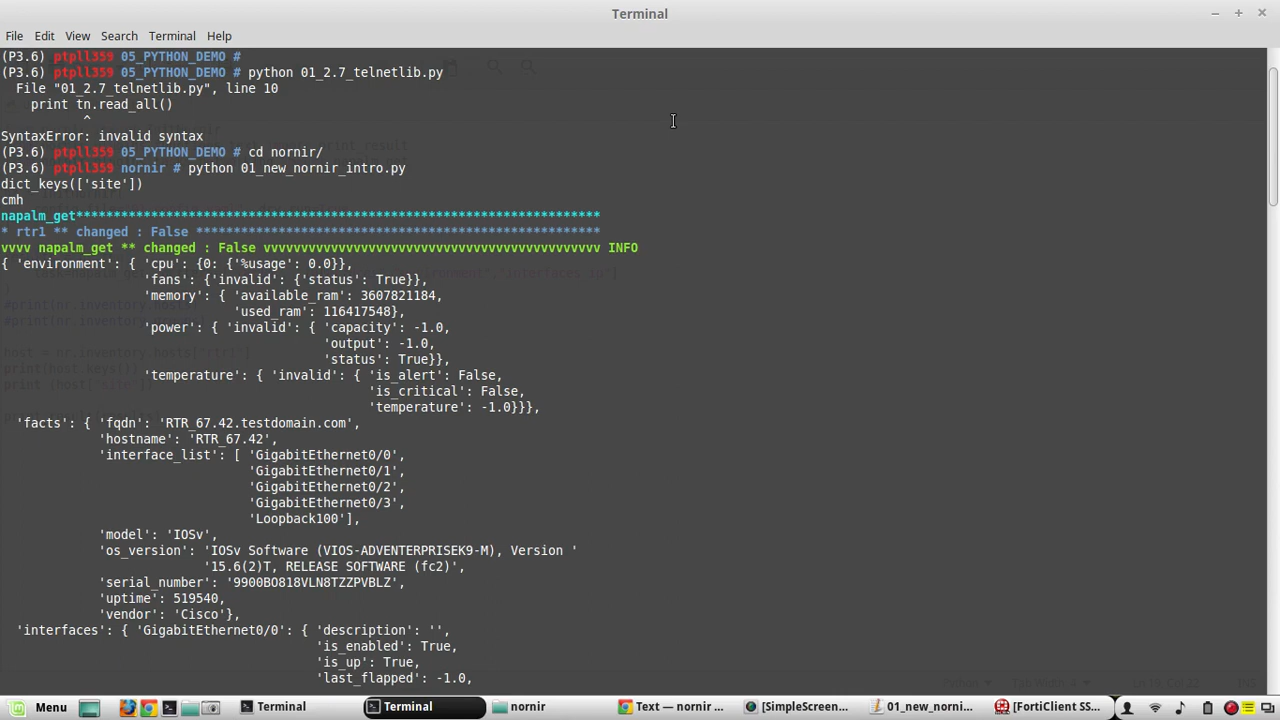 Terminal
File Edit View Search Terminal Help
(P3.6) ptpll359 05_PYTHON_DEMO #
(P3.6) ptpll359 05_PYTHON_DEMO # python 01_2.7_telnetlib.py
File "01_2.7_telnetlib.py", line 10
print tn.read_all()
^
SyntaxError: invalid syntax
(P3.6) ptpll359 05_PYTHON_DEMO # cd nornir/
(P3.6) ptpll359 nornir # python 01_new_nornir_intro.py
dict_keys(['site'])
cmh
napalm_get**********************************************************************
* rtr1 ** changed : False ******************************************************
vvvv napalm_get ** changed : False vvvvvvvvvvvvvvvvvvvvvvvvvvvvvvvvvvvvvvvvvvvvv INFO
{ 'environment': { 'cpu': {0: {'%usage': 0.0}},
'fans': {'invalid': {'status': True}},
'memory': { 'available_ram': 3607821184,
'used_ram': 116417548},
'power': { 'invalid': { 'capacity': -1.0,
'output': -1.0,
'status': True}},
'temperature': { 'invalid': { 'is_alert': False,
'is_critical': False,
'temperature': -1.0}}},
'facts': { 'fqdn': 'RTR_67.42.testdomain.com',
'hostname': 'RTR_67.42',
'interface_list': [ 'GigabitEthernet0/0',
'GigabitEthernet0/1',
'GigabitEthernet0/2',
'GigabitEthernet0/3',
'Loopback100'],
'model': 'IOSv',
'os_version': 'IOSv Software (VIOS-ADVENTERPRISEK9-M), Version '
'15.6(2)T, RELEASE SOFTWARE (fc2)',
'serial_number': '9900BO818VLN8TZZPVBLZ',
'uptime': 519540,
'vendor': 'Cisco'},
'interfaces': { 'GigabitEthernet0/0': { 'description': '',
'is_enabled': True,
'is_up': True,
'last_flapped': -1.0,
Menu Terminal Terminal nornir Text — nornir ... [SimpleScreen... 01_new_norni... [FortiClient SS...